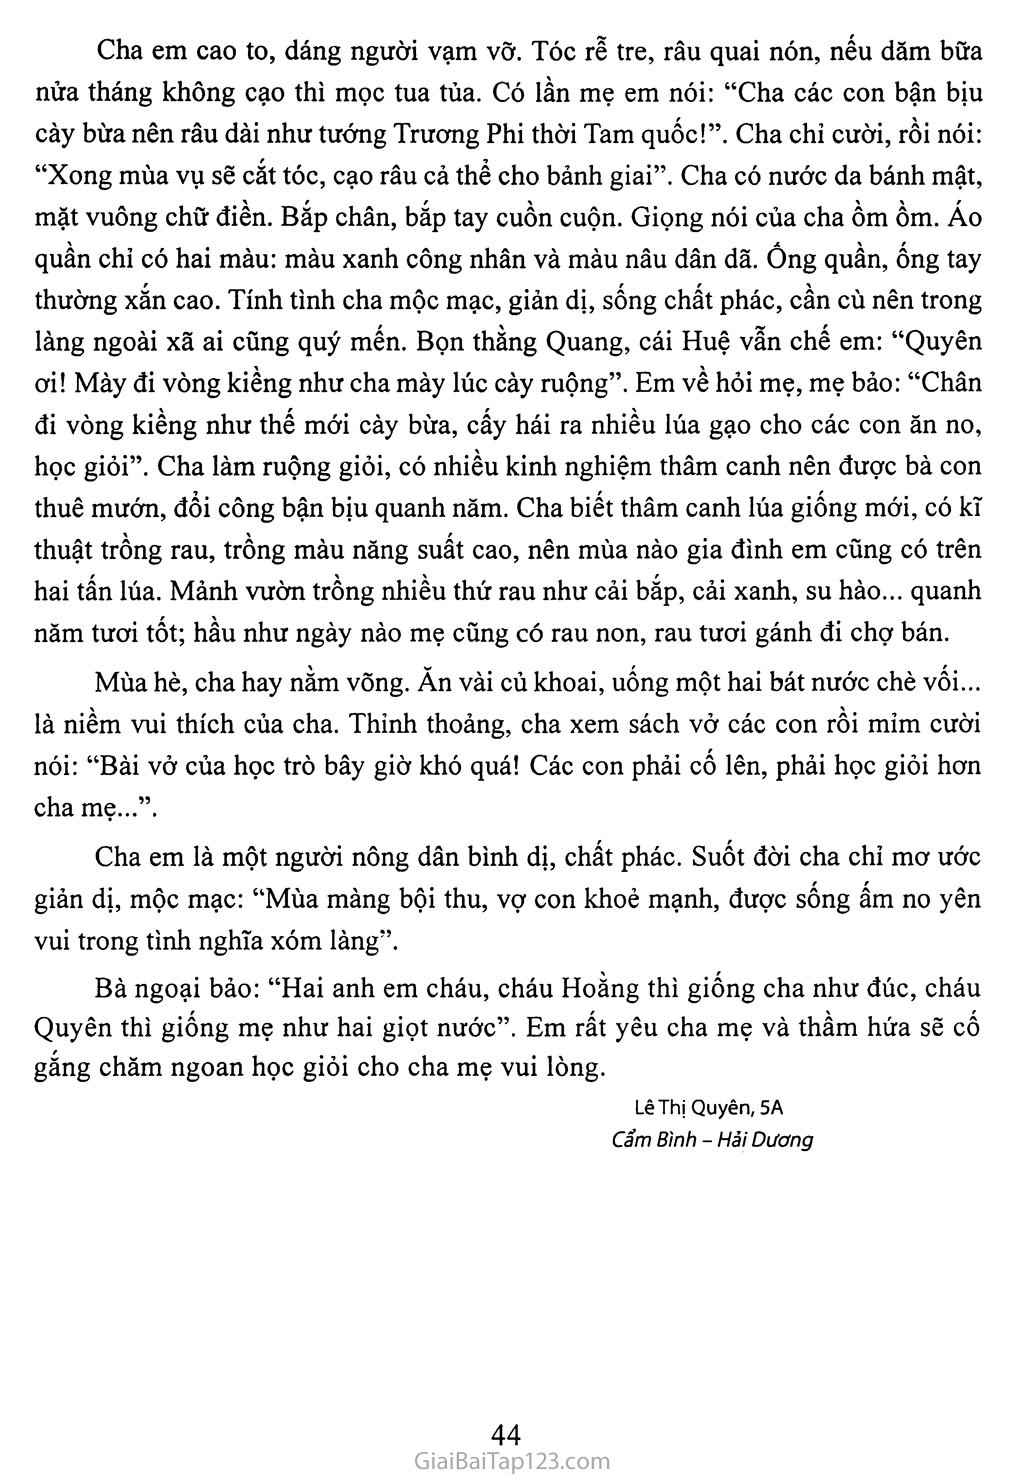 Cha em cao to, dáng người vạm vỡ. Tóc rễ tre, râu quai nón, nếu dăm bữa
nửa tháng không cạo thì mọc tua tủa. Có lần mẹ em nói: “Cha các con bận bịu
cày bừa nên râu dài như tướng Trương Phi thời Tam quốc!”. Cha chỉ cười, rồi nói:
“Xong mùa vụ sẽ cắt tóc, cạo râu cả thể cho bảnh giai”. Cha có nước da bánh mật,
mặt vuông chữ điền. Bắp chân, bắp tay cuồn cuộn. Giọng nói của cha ồm ồm. Áo
quần chỉ có hai màu: màu xanh công nhân và màu nâu dân dã. Ống quần, ống tay
thường xắn cao. Tính tình cha mộc mạc, giản dị, sống chất phác, cần cù nên trong
làng ngoài xã ai cũng quý mến. Bọn thằng Quang, cái Huệ vẫn chế em: “Quyên
ơi! Mày đi vòng kiềng như cha mày lúc cày ruộng”. Em về hỏi mẹ, mẹ bảo: “Chân
đi vòng kiềng như thế mới cày bừa, cấy hái ra nhiều lúa gạo cho các con ăn no,
học giỏi”. Cha làm ruộng giỏi, có nhiều kinh nghiệm thâm canh nên được bà con
thuê mướn, đổi công bận bịu quanh năm. Cha biết thâm canh lúa giống mới, có kĩ
thuật trồng rau, trồng màu năng suất cao, nên mùa nào gia đình em cũng có trên
hai tấn lúa. Mảnh vườn trồng nhiều thứ rau như cải bắp, cải xanh, su hào... quanh
năm tươi tốt; hầu như ngày nào mẹ cũng có rau non, rau tươi gánh đi chợ bán.
Mùa hè, cha hay nằm võng. Ăn vài củ khoai, uống một hai bát nước chè vối...
là niềm vui thích của cha. Thỉnh thoảng, cha xem sách vở các con rồi mỉm cười
nói: “Bài vở của học trò bây giờ khó quá! Các con phải cố lên, phải học giỏi hơn
cha mẹ...”.
Cha em là một người nông dân bình dị, chất phác. Suốt đời cha chỉ mơ ước
giản dị, mộc mạc: “Mùa màng bội thu, vợ con khoẻ mạnh, được sống ấm no yên
vui trong tình nghĩa xóm làng”.
Bà ngoại bảo: “Hai anh em cháu, cháu Hoằng thì giống cha như đúc, cháu
Quyên thì giống mẹ như hai giọt nước”. Em rất yêu cha mẹ và thầm hứa sẽ cố
gắng chăm ngoan học giỏi cho cha mẹ vui lòng.
Lê Thị Quyên, 5A
Cẩm Bình – Hải Dương
44
GiaiBaiTap123.com